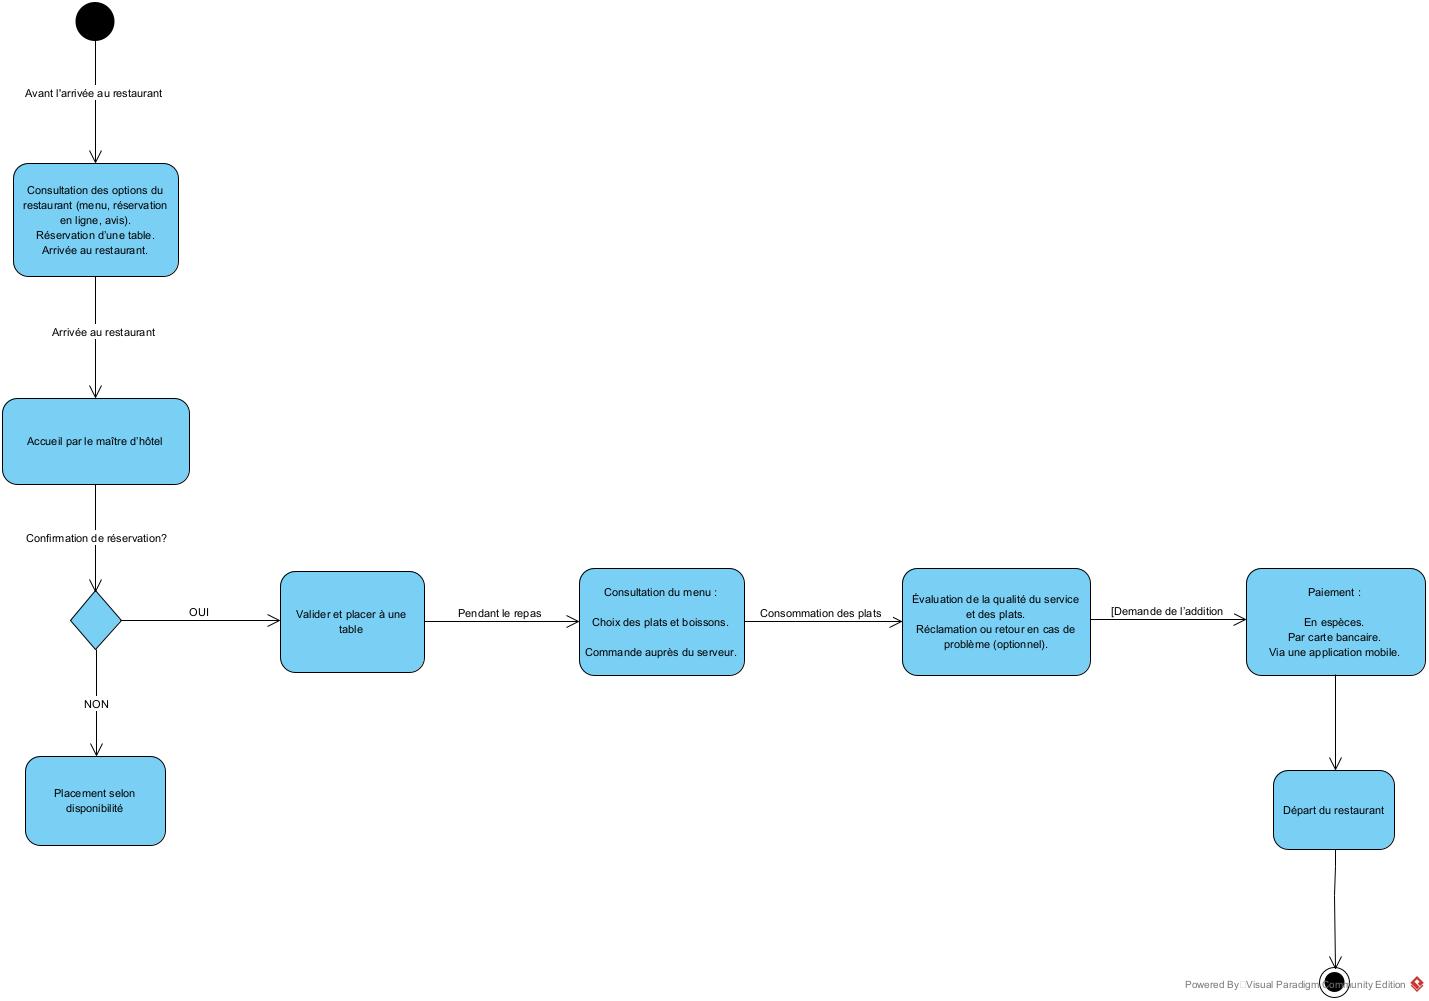 Avant l'arrivée au restaurant
Consultation des options du
restaurant (menu, réservation
en ligne, avis).
Réservation d'une table.
Arrivée au restaurant.
Arrivée au restaurant
Accueil par le maître d'hôtel
Confirmation de réservation?
OUI
NON
Placement selon
disponibilité
Valider et placer à une
table
Pendant le repas
Consultation du menu :
Choix des plats et boissons.
Commande auprès du serveur.
Consommation des plats
Évaluation de la qualité du service
et des plats.
Réclamation ou retour en cas de
problème (optionnel).
[Demande de l'addition
Paiement :
En espèces.
Par carte bancaire.
Via une application mobile.
Départ du restaurant
Powered By Visual Paradigm Community Edition